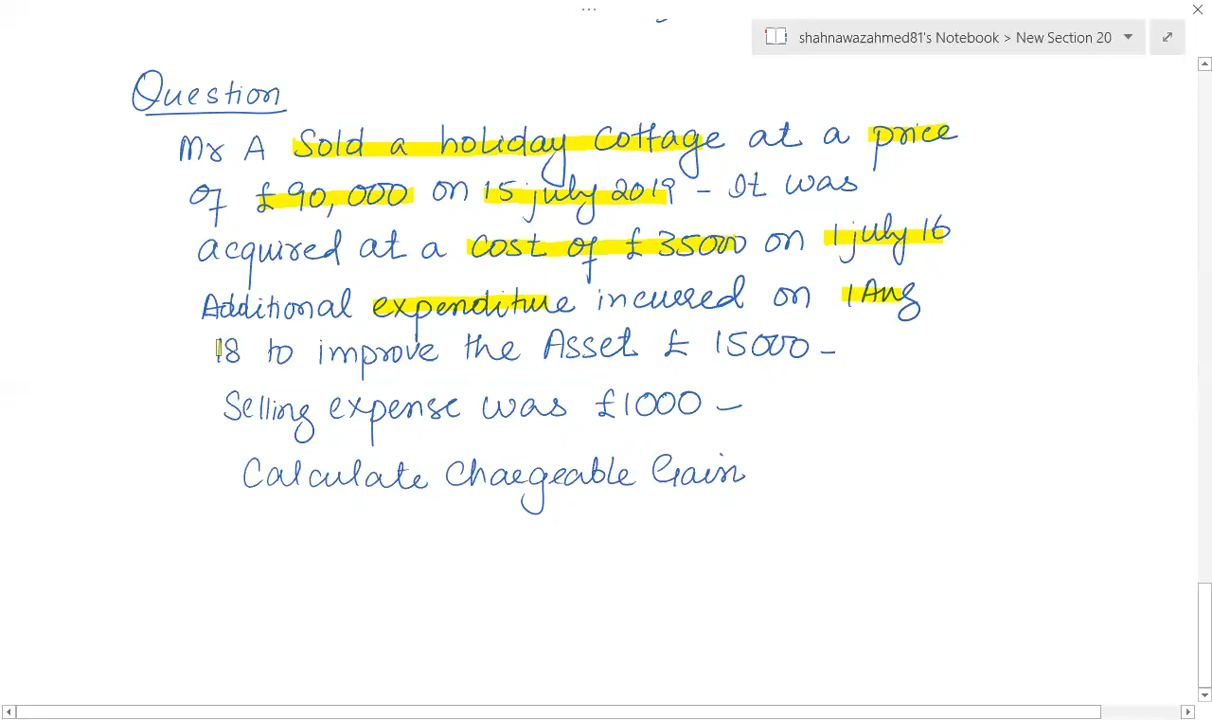 shahnawazahmed81's Notebook > New Section 20
Question
Mr A Sold a holiday Cottage at a price
of £90,000 on 15 july 2019 - It was
acquired at a cost of £ 35000 on 1 july 16
Additional expenditure incurred on 1 Aug
18 to improve the Asset £ 15000 -
Selling expense was £1000 -
Calculate Chargeable Gain